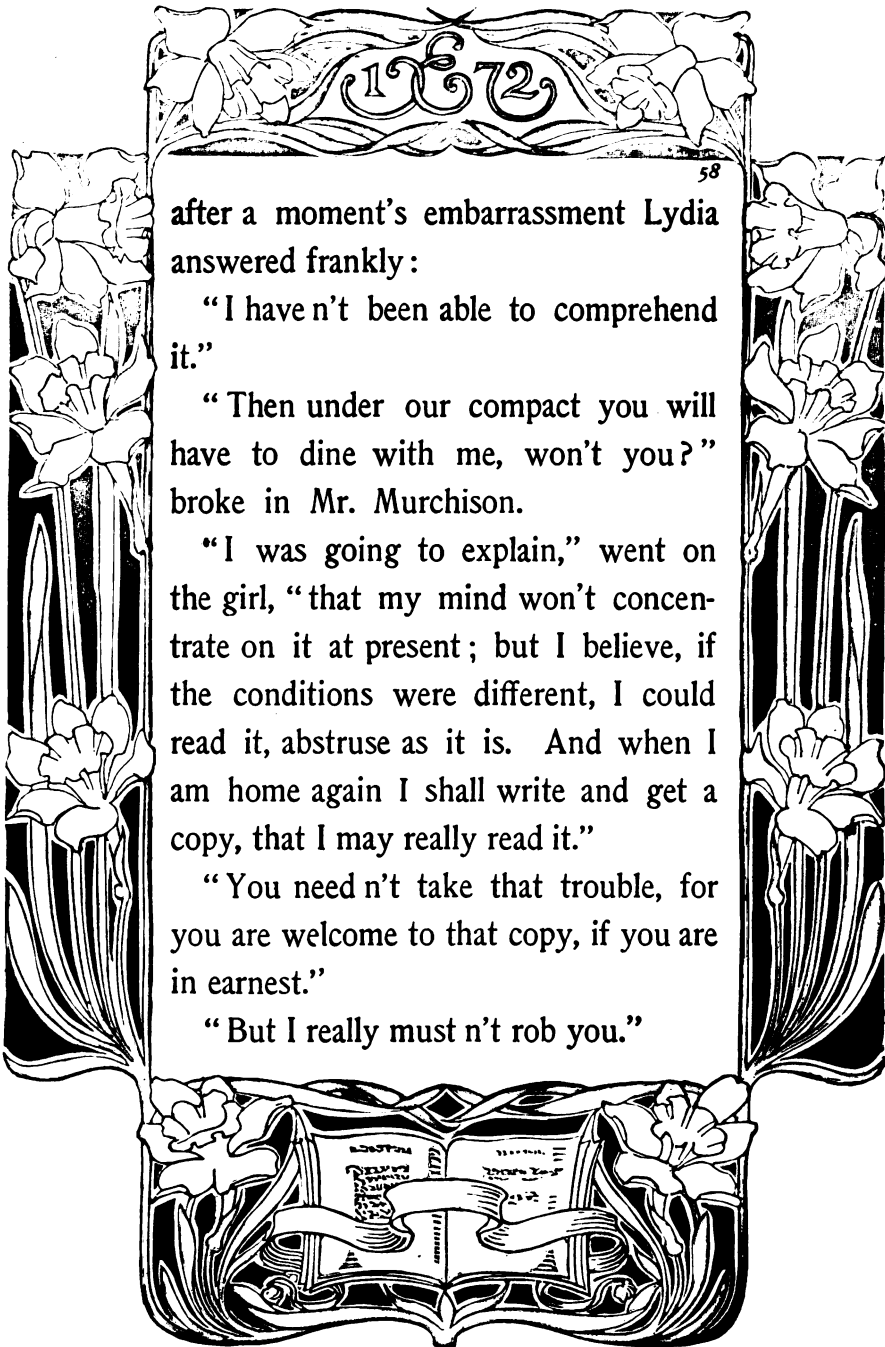 1872
58
after a moment's embarrassment Lydia
answered frankly:
“I have n't been able to comprehend
it.”
“Then under our compact you will
have to dine with me, won't you?”
broke in Mr. Murchison.
“I was going to explain,” went on
the girl, “that my mind won't concen-
trate on it at present; but I believe, if
the conditions were different, I could
read it, abstruse as it is. And when I
am home again I shall write and get a
copy, that I may really read it.”
“You need n't take that trouble, for
you are welcome to that copy, if you are
in earnest.”
“But I really must n't rob you.”